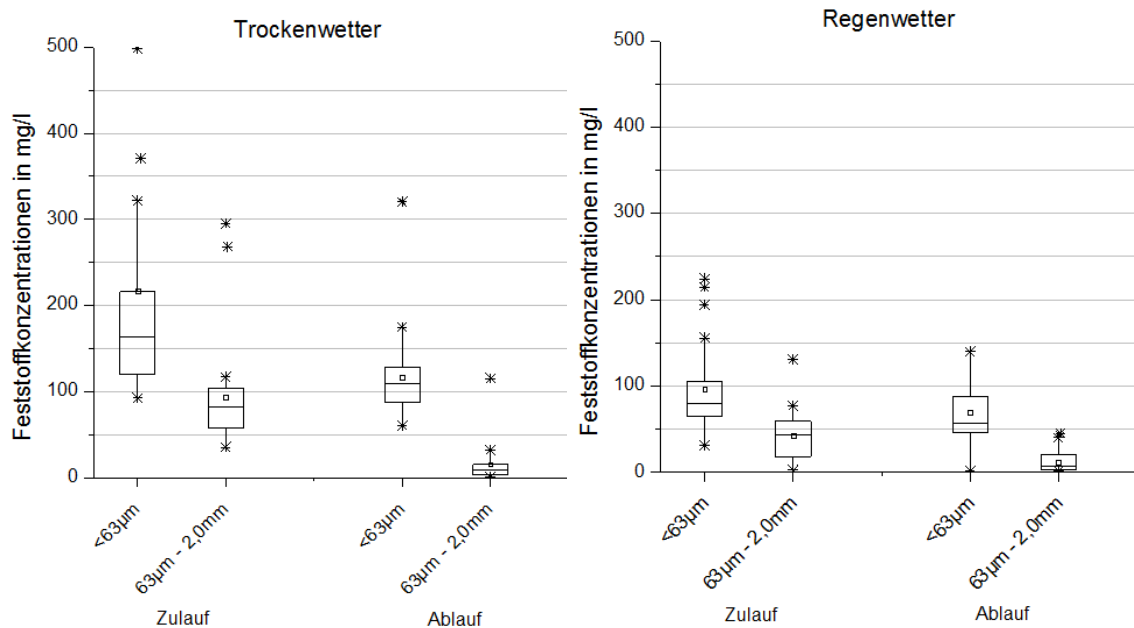 Trockenwetter
Feststoffkonzentrationen in mg/l
500
400
300
200
100
0
<63µm
63µm - 2,0mm
<63µm
63µm - 2,0mm
Zulauf
Ablauf
Regenwetter
Feststoffkonzentrationen in mg/l
500
400
300
200
100
0
<63µm
63µm - 2,0mm
<63µm
63µm - 2,0mm
Zulauf
Ablauf